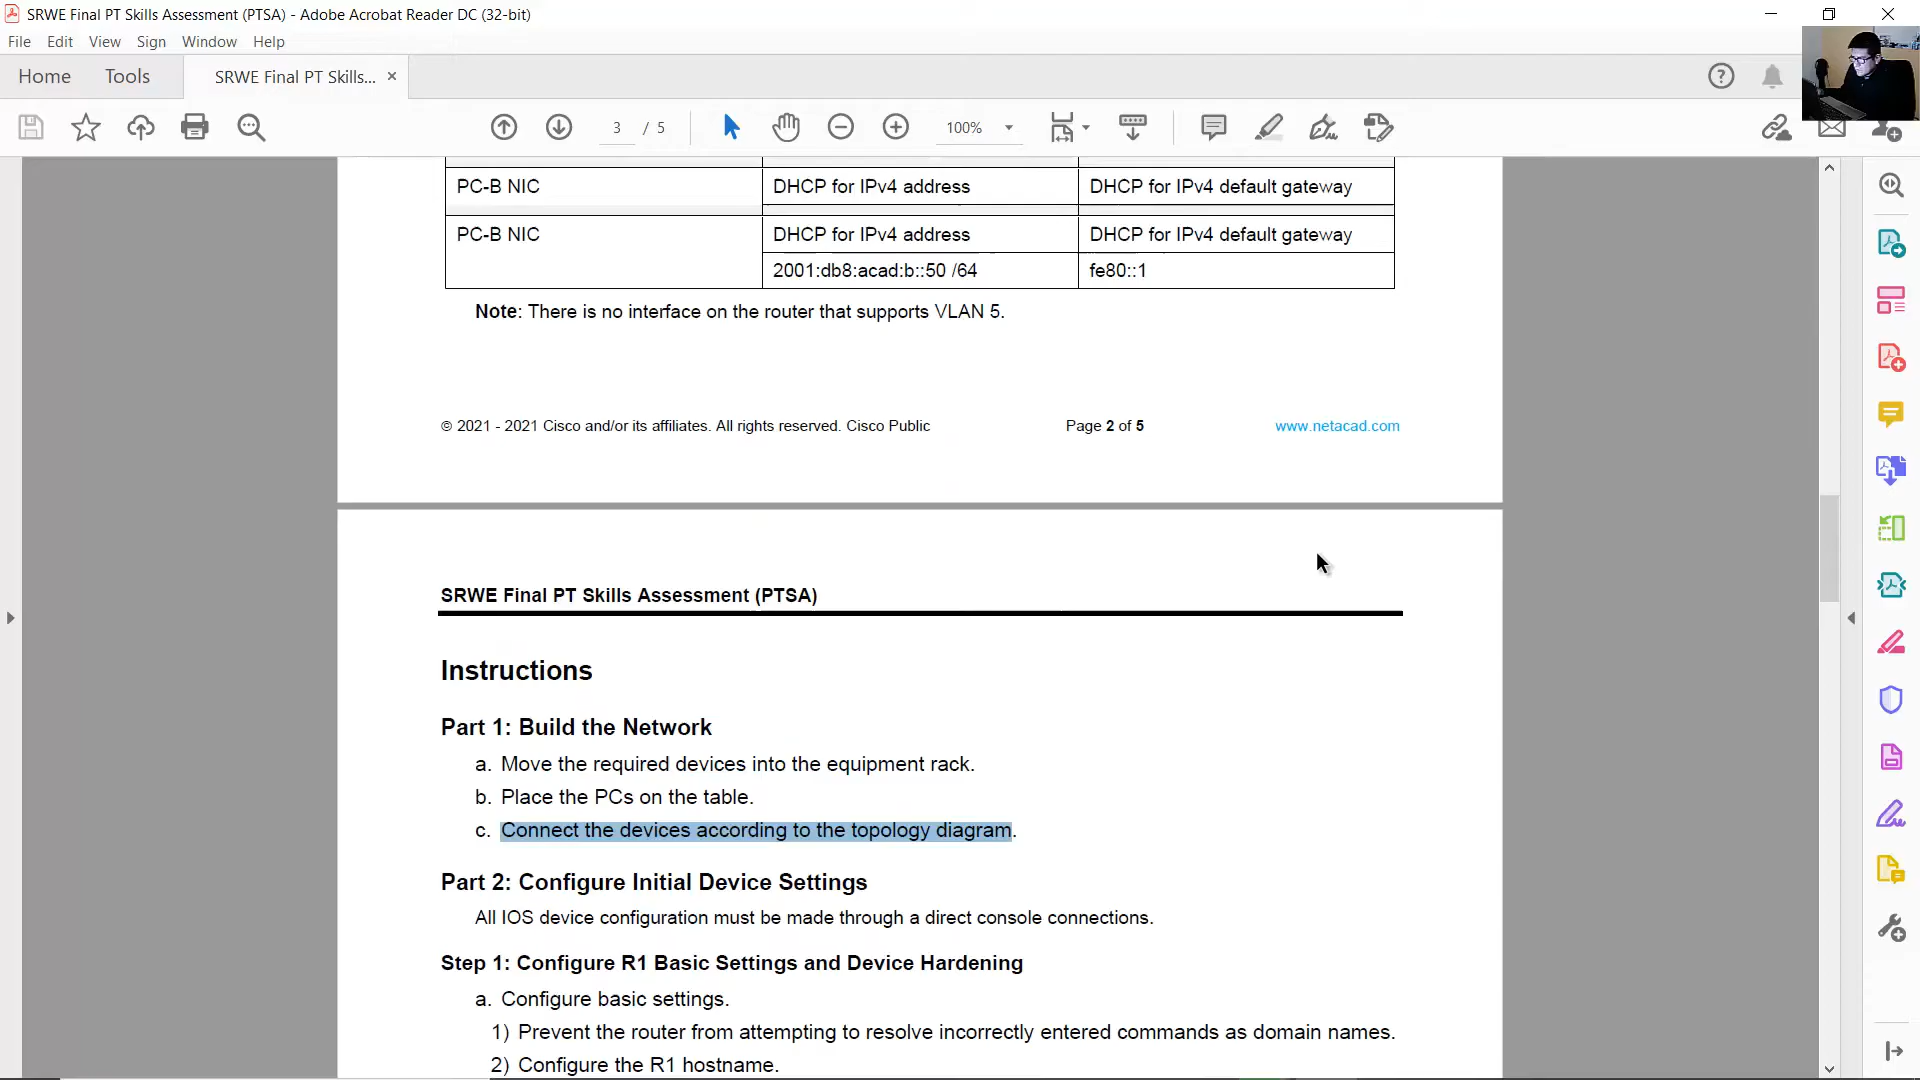 SRWE Final PT Skills Assessment (PTSA) - Adobe Acrobat Reader DC (32-bit)
File Edit View Sign Window Help
Home Tools SRWE Final PT Skills... ×
3 / 5 100%
PC-B NIC DHCP for IPv4 address DHCP for IPv4 default gateway
PC-B NIC DHCP for IPv4 address DHCP for IPv4 default gateway
2001:db8:acad:b::50 /64 fe80::1
Note: There is no interface on the router that supports VLAN 5.
© 2021 - 2021 Cisco and/or its affiliates. All rights reserved. Cisco Public Page 2 of 5 www.netacad.com
SRWE Final PT Skills Assessment (PTSA)
Instructions
Part 1: Build the Network
a. Move the required devices into the equipment rack.
b. Place the PCs on the table.
c. Connect the devices according to the topology diagram.
Part 2: Configure Initial Device Settings
All IOS device configuration must be made through a direct console connections.
Step 1: Configure R1 Basic Settings and Device Hardening
a. Configure basic settings.
1) Prevent the router from attempting to resolve incorrectly entered commands as domain names.
2) Configure the R1 hostname.